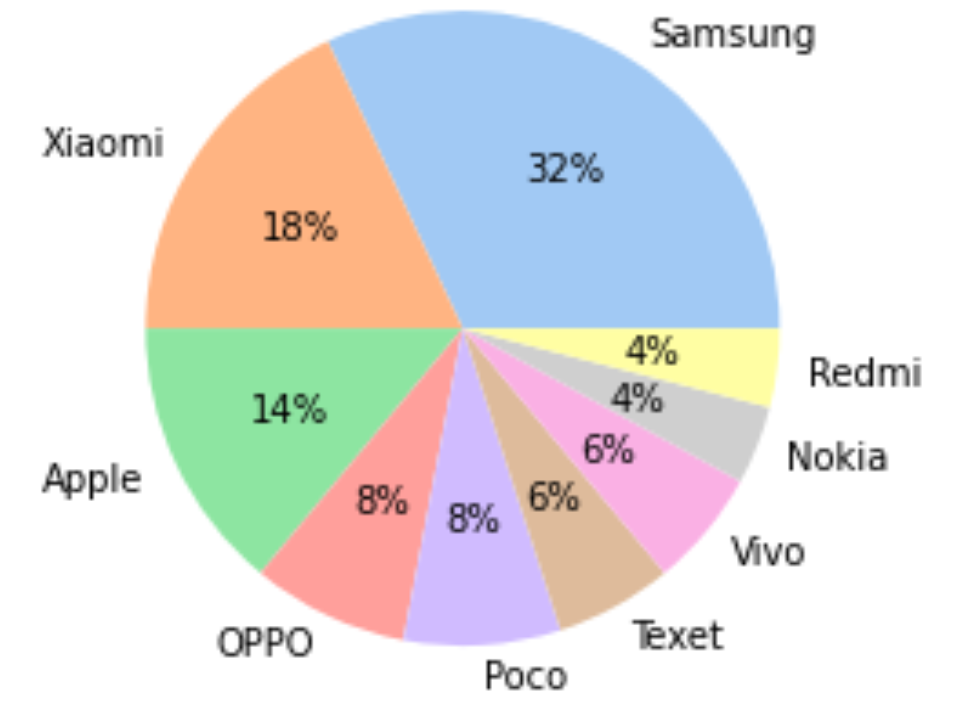 Samsung
32%
Xiaomi
18%
Apple
14%
OPPO
8%
Poco
8%
Texet
6%
Vivo
6%
Nokia
4%
Redmi
4%